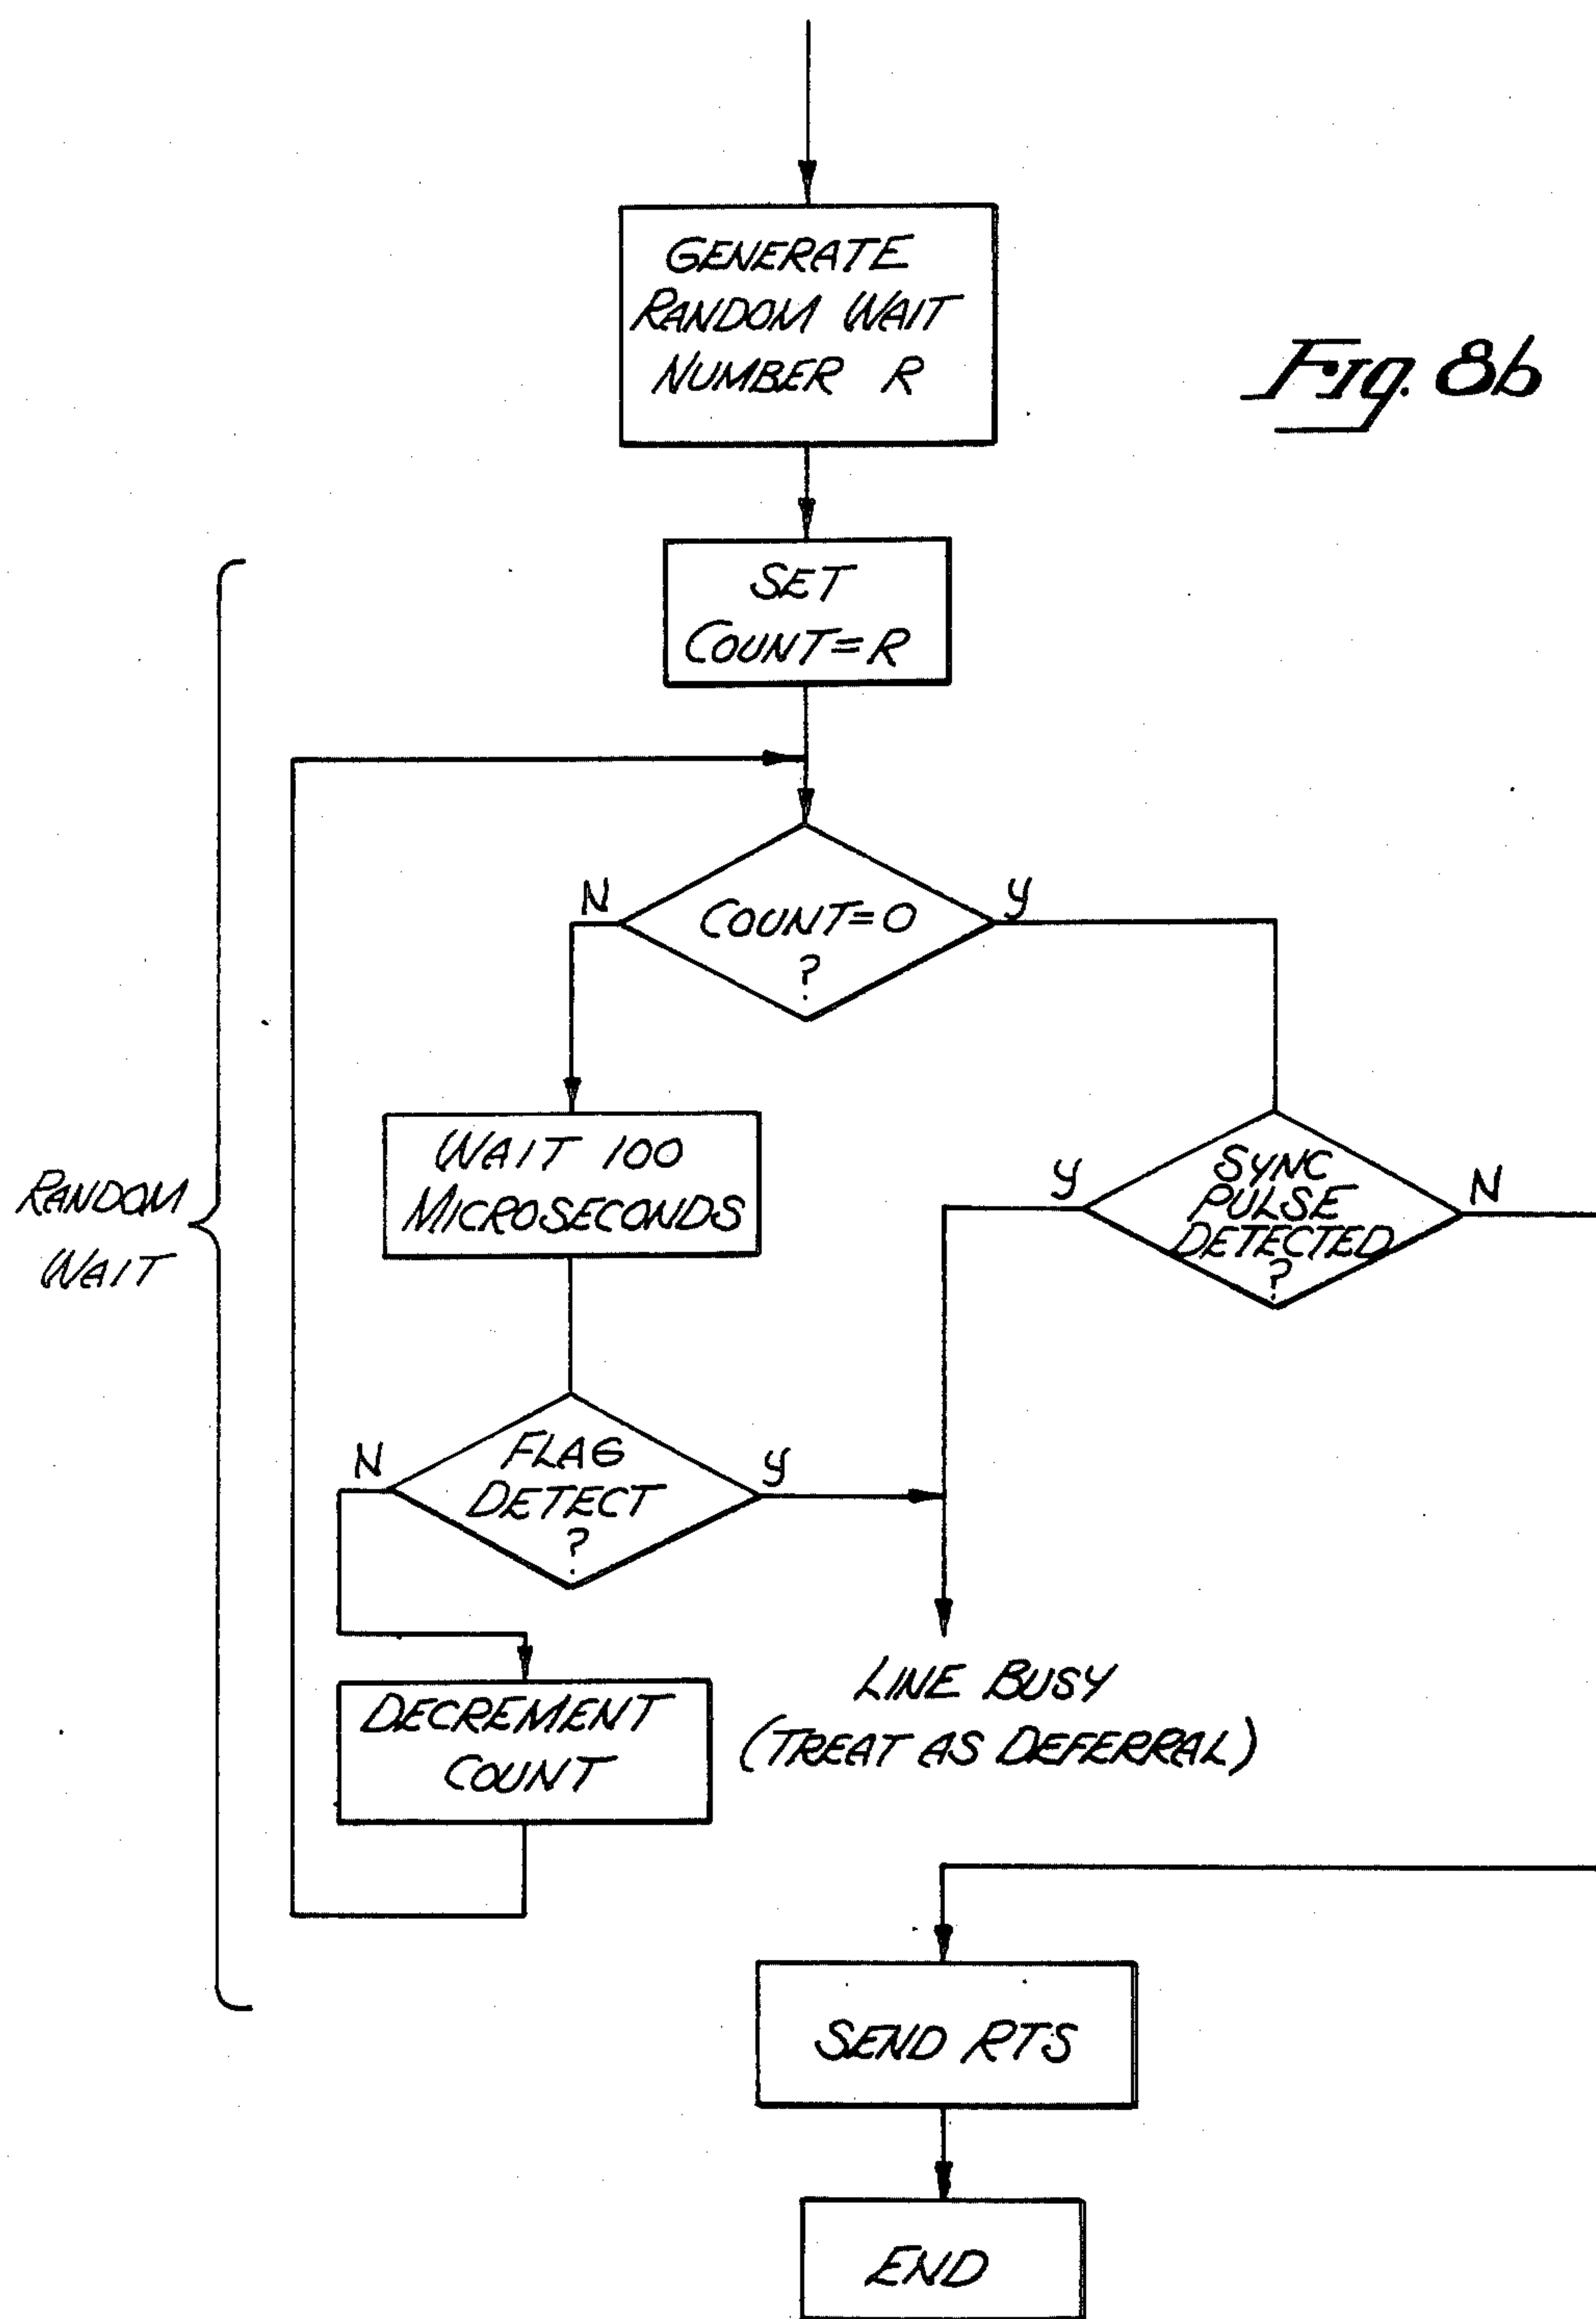 GENERATE
RANDOM WAIT
NUMBER R
Fig. 8b
SET
COUNT=R
N
COUNT=0
?
Y
WAIT 100
MICROSECONDS
Y
SYNC
PULSE
DETECTED
?
N
RANDOM
WAIT
N
FLAG
DETECT
?
Y
DECREMENT
COUNT
LINE BUSY
(TREAT AS DEFERRAL)
SEND RTS
END